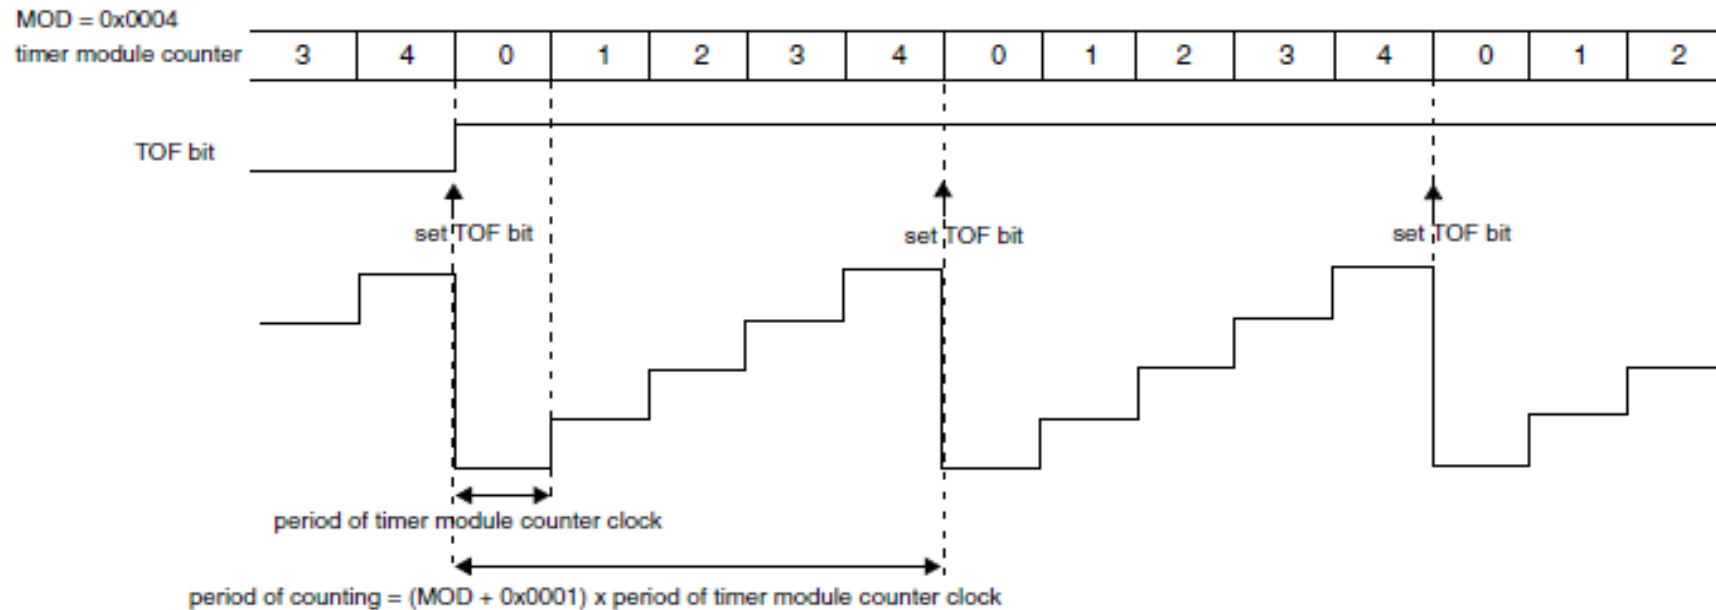 MOD = 0x0004
timer module counter 3 4 0 1 2 3 4 0 1 2 3 4 0 1 2
TOF bit
set TOF bit set TOF bit set TOF bit
period of timer module counter clock
period of counting = (MOD + 0x0001) x period of timer module counter clock